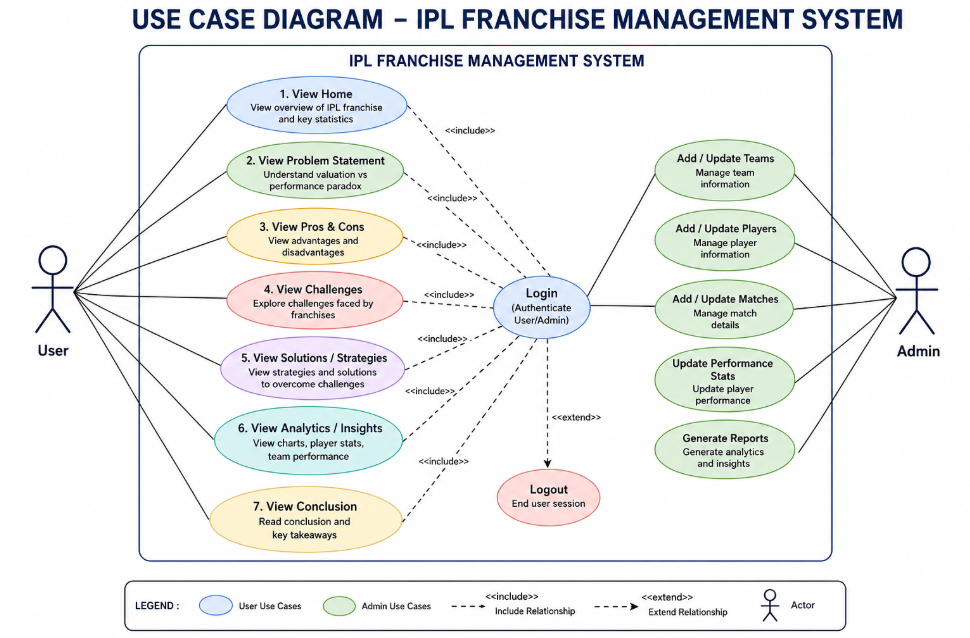 USE CASE DIAGRAM – IPL FRANCHISE MANAGEMENT SYSTEM
IPL FRANCHISE MANAGEMENT SYSTEM
1. View Home
View overview of IPL franchise
and key statistics
<<include>>
2. View Problem Statement
Understand valuation vs
performance paradox
<<include>>
3. View Pros & Cons
View advantages and
disadvantages
<<include>>
4. View Challenges
Explore challenges faced by
franchises
<<include>>
5. View Solutions / Strategies
View strategies and solutions
to overcome challenges
<<include>>
6. View Analytics / Insights
View charts, player stats,
team performance
<<include>>
7. View Conclusion
Read conclusion and
key takeaways
<<include>>
User
Login
(Authenticate
User/Admin)
<<extend>>
Logout
End user session
Add / Update Teams
Manage team
information
Add / Update Players
Manage player
information
Add / Update Matches
Manage match
details
Update Performance
Stats
Update player
performance
Generate Reports
Generate analytics
and insights
Admin
LEGEND :
User Use Cases
Admin Use Cases
<<include>>
Include Relationship
<<extend>>
Extend Relationship
Actor